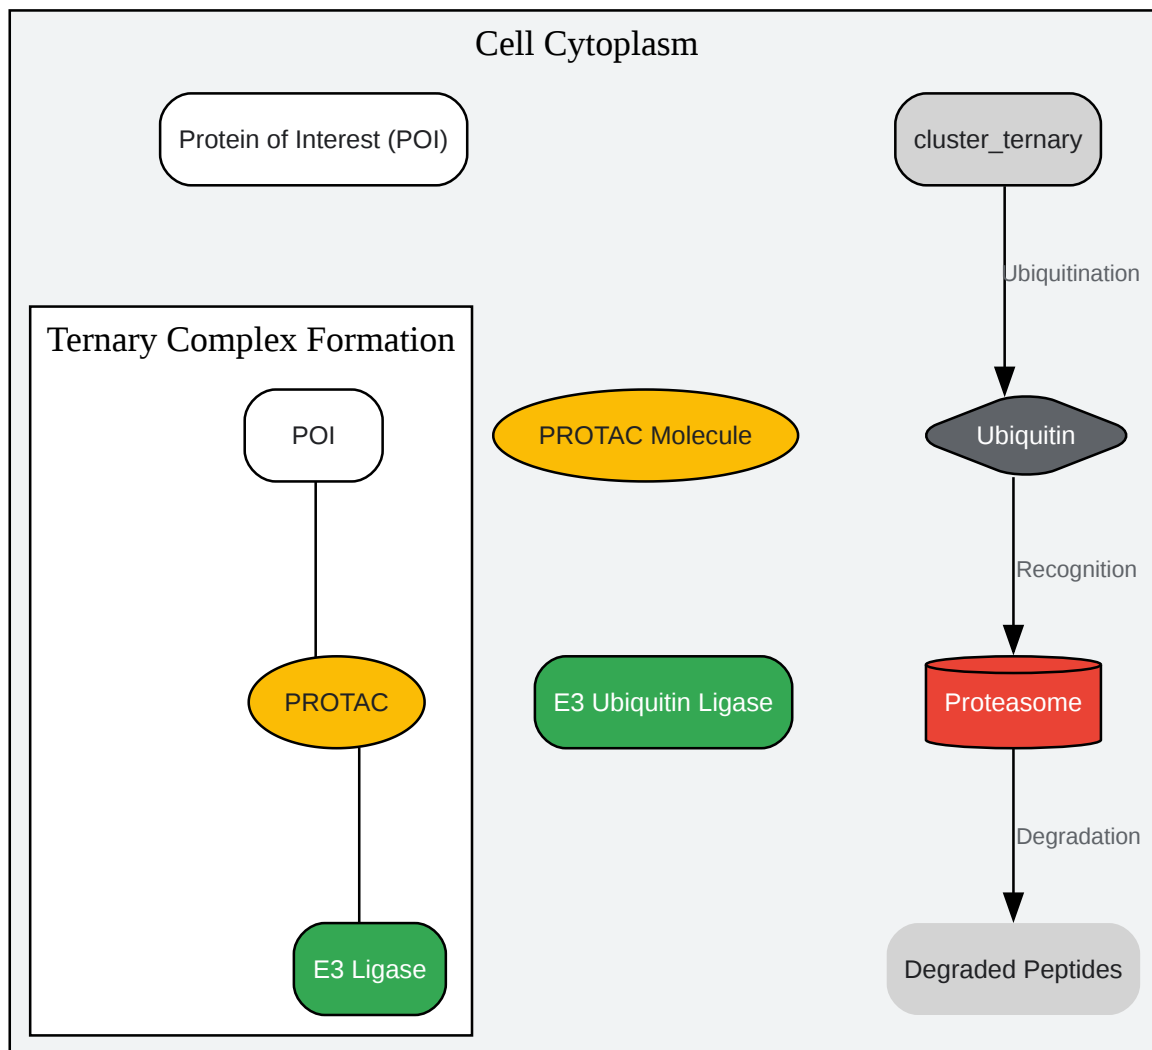 Cell Cytoplasm
Protein of Interest (POI)
cluster_ternary
Ubiquitination
Ternary Complex Formation
POI
PROTAC Molecule
Ubiquitin
Recognition
PROTAC
E3 Ubiquitin Ligase
Proteasome
Degradation
E3 Ligase
Degraded Peptides